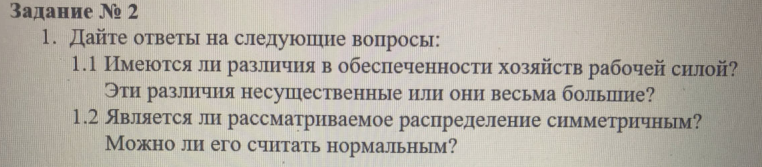 Задание № 2
1. Дайте ответы на следующие вопросы:
1.1 Имеются ли различия в обеспеченности хозяйств рабочей силой?
Эти различия несущественные или они весьма большие?
1.2 Является ли рассматриваемое распределение симметричным?
Можно ли его считать нормальным?